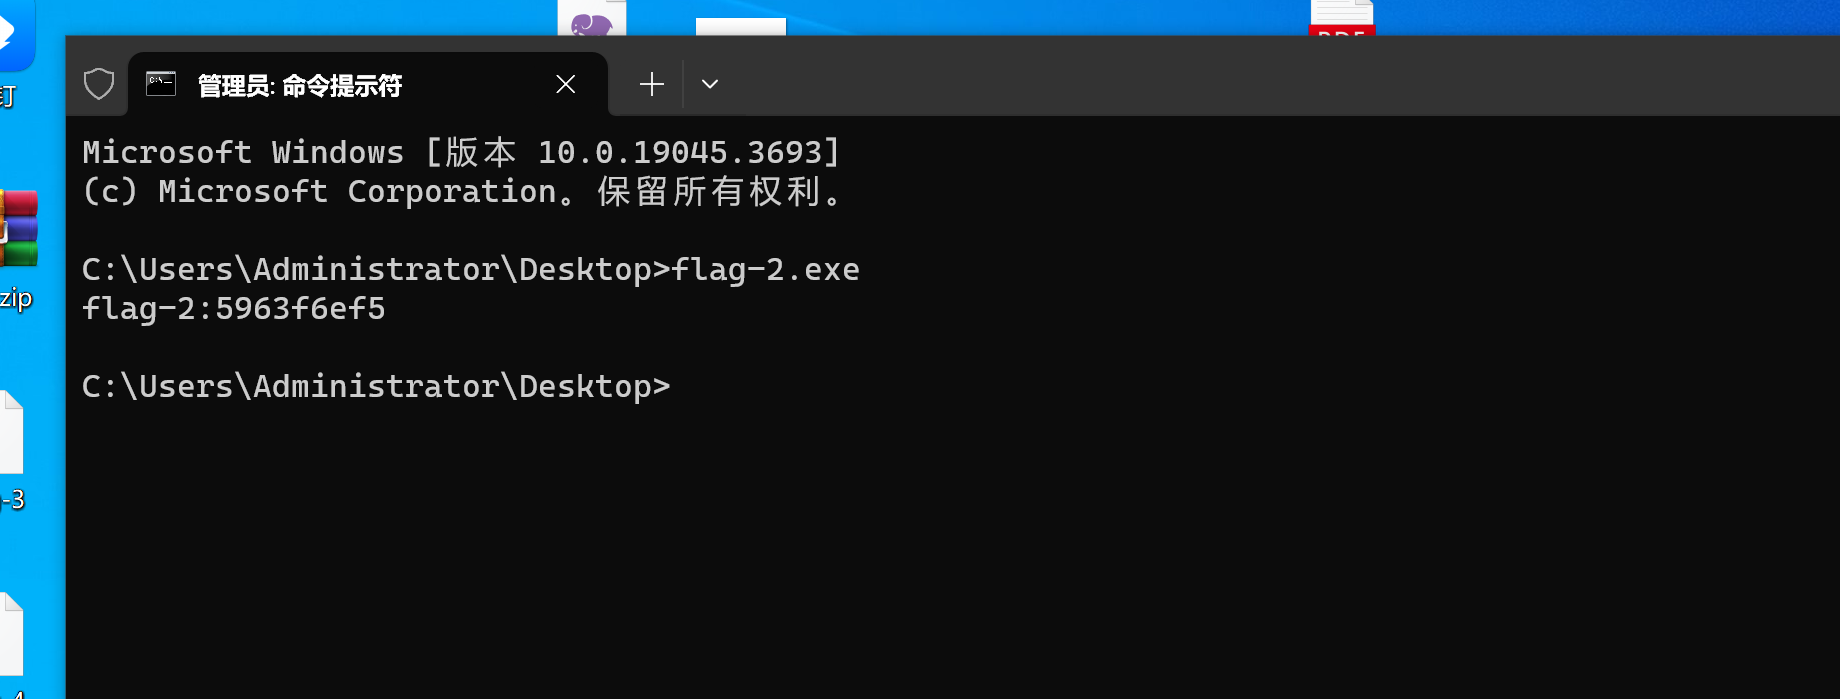 管理员: 命令提示符
Microsoft Windows [版本 10.0.19045.3693]
(c) Microsoft Corporation。保留所有权利。
C:\Users\Administrator\Desktop>flag-2.exe
flag-2:5963f6ef5
C:\Users\Administrator\Desktop>
钉
zip
-3
PDF